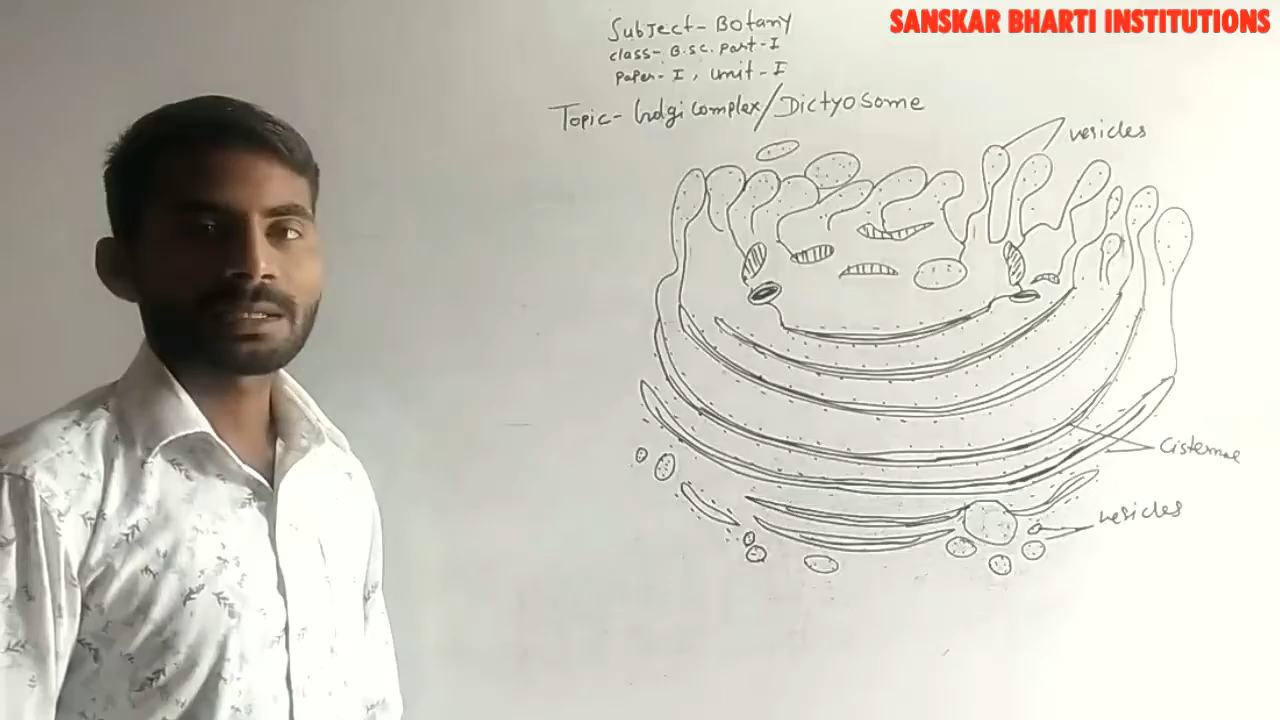 SANSKAR BHARTI INSTITUTIONS
Subject- Botany
class- B.sc. part-I
paper-I, unit-I
Topic- Golgi complex/Dictyosome
vesicles
Cisternae
vesicles